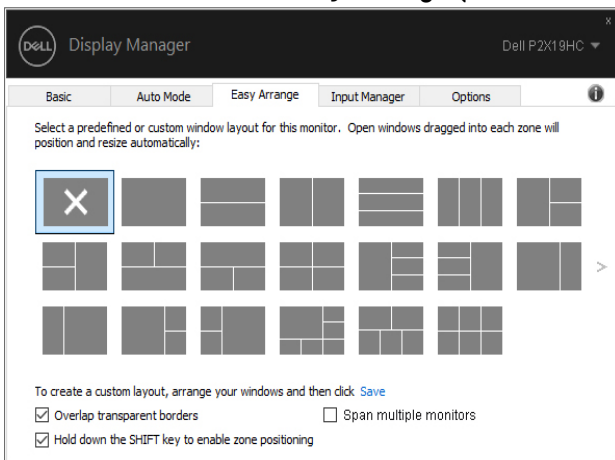 x
DELL Display Manager Dell P2X19HC
Basic Auto Mode Easy Arrange Input Manager Options
Select a predefined or custom window layout for this monitor. Open windows dragged into each zone will
position and resize automatically:
>
To create a custom layout, arrange your windows and then click Save
Overlap transparent borders Span multiple monitors
Hold down the SHIFT key to enable zone positioning